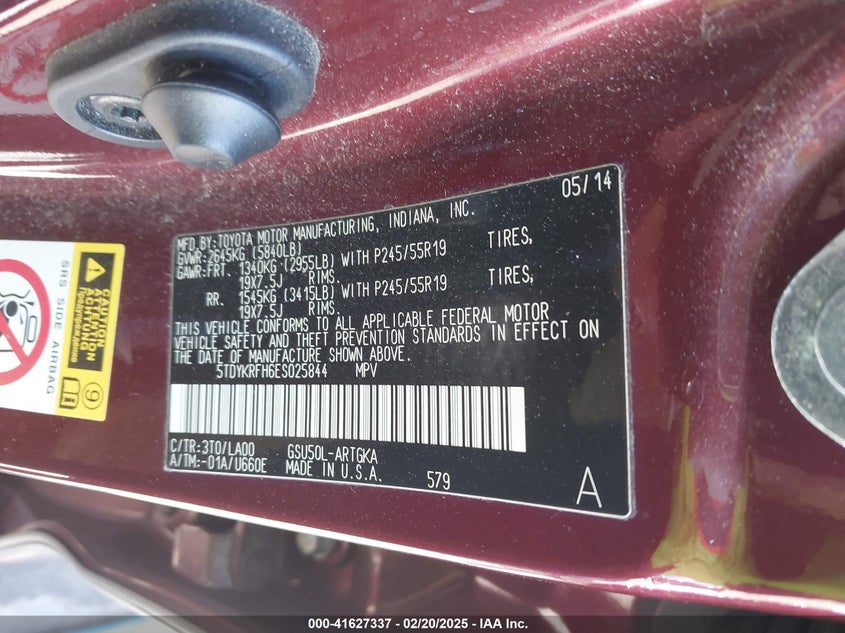 05/14
MFD. BY: TOYOTA MOTOR MANUFACTURING, INDIANA, INC.
GVWR: 2645KG (5840LB)
GAWR: FRT. 1340KG (2955LB) WITH P245/55R19 TIRES,
19X7.5J RIMS,
RR. 1545KG (3415LB) WITH P245/55R19 TIRES,
19X7.5J RIMS.
THIS VEHICLE CONFORMS TO ALL APPLICABLE FEDERAL MOTOR
VEHICLE SAFETY AND THEFT PREVENTION STANDARDS IN EFFECT ON
THE DATE OF MANUFACTURE SHOWN ABOVE.
5TDYKRFH6ES025844 MPV
C/TR: 3T0/LA00 GSU50L-ARTGKA
A/TM: -01A/U660E MADE IN U.S.A.
579
A
CAUTION
ATTENTION
ACHTUNG
Предупреждение
9
SRS SIDE AIRBAG
000-41627337 — 02/20/2025 — IAA Inc.